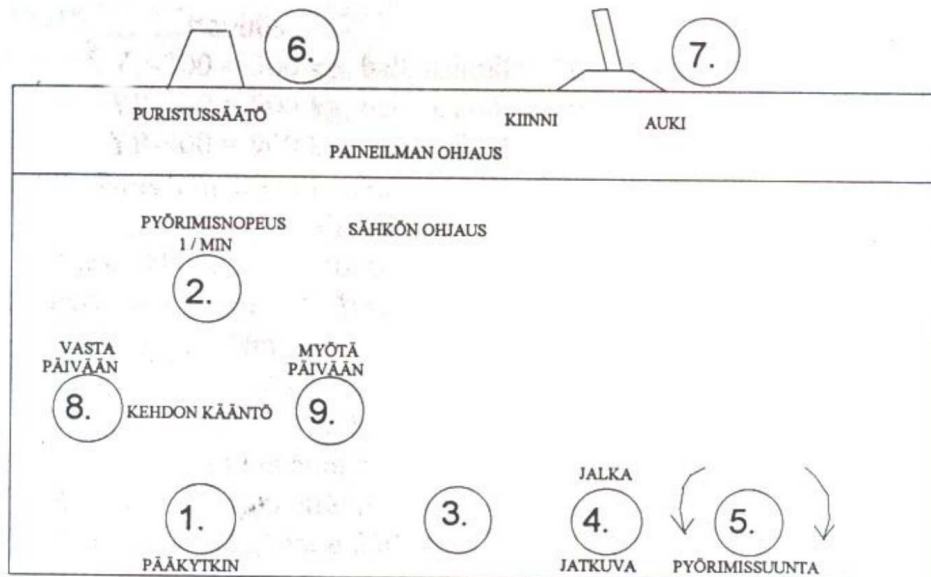 6.
7.
PURISTUSSÄÄTÖ
KIINNI
AUKI
PAINEILMAN OHJAUS
PYÖRIMISNOPEUS
1 / MIN
SÄHKÖN OHJAUS
2.
VASTA
PÄIVÄÄN
MYÖTÄ
PÄIVÄÄN
8.
KEHDON KÄÄNTÖ
9.
JALKA
1.
3.
4.
5.
PÄÄKYTKIN
JATKUVA
PYÖRIMISSUUNTA